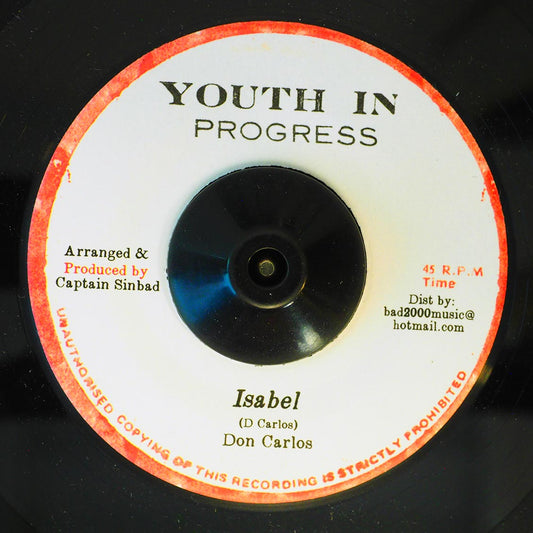 YOUTH IN
PROGRESS
Arranged &
Produced by
Captain Sinbad
45 R.P.M
Time
Dist by:
bad2000music@
hotmail.com
Isabel
(D Carlos)
Don Carlos
UNAUTHORISED COPYING OF THIS RECORDING IS STRICTLY PROHIBITED